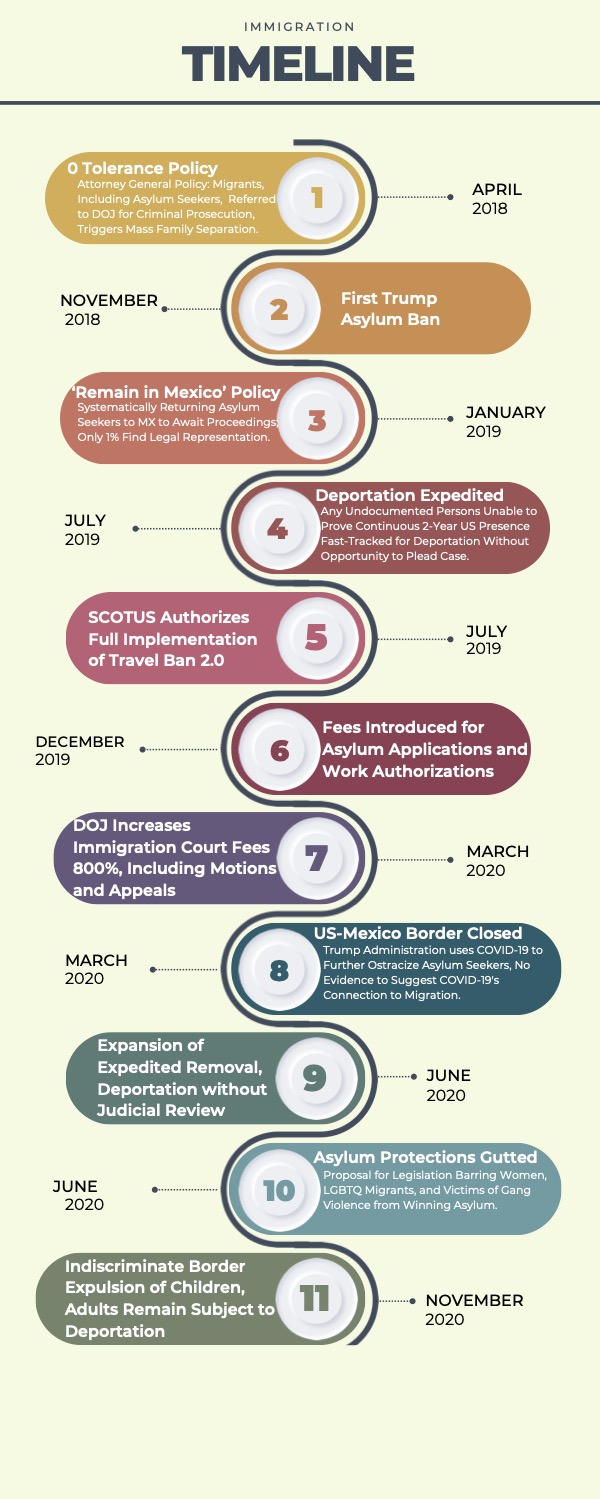 IMMIGRATION
TIMELINE
0 Tolerance Policy
Attorney General Policy: Migrants,
Including Asylum Seekers, Referred
to DOJ for Criminal Prosecution,
Triggers Mass Family Separation.
1
APRIL
2018
NOVEMBER
2018
2
First Trump
Asylum Ban
'Remain in Mexico' Policy
Systematically Returning Asylum
Seekers to MX to Await Proceedings;
Only 1% Find Legal Representation.
3
JANUARY
2019
JULY
2019
4
Deportation Expedited
Any Undocumented Persons Unable to
Prove Continuous 2-Year US Presence
Fast-Tracked for Deportation Without
Opportunity to Plead Case.
SCOTUS Authorizes
Full Implementation
of Travel Ban 2.0
5
JULY
2019
DECEMBER
2019
6
Fees Introduced for
Asylum Applications and
Work Authorizations
DOJ Increases
Immigration Court Fees
800%, Including Motions
and Appeals
7
MARCH
2020
MARCH
2020
8
US-Mexico Border Closed
Trump Administration uses COVID-19 to
Further Ostracize Asylum Seekers, No
Evidence to Suggest COVID-19's
Connection to Migration.
Expansion of
Expedited Removal,
Deportation without
Judicial Review
9
JUNE
2020
JUNE
2020
10
Asylum Protections Gutted
Proposal for Legislation Barring Women,
LGBTQ Migrants, and Victims of Gang
Violence from Winning Asylum.
Indiscriminate Border
Expulsion of Children,
Adults Remain Subject to
Deportation
11
NOVEMBER
2020